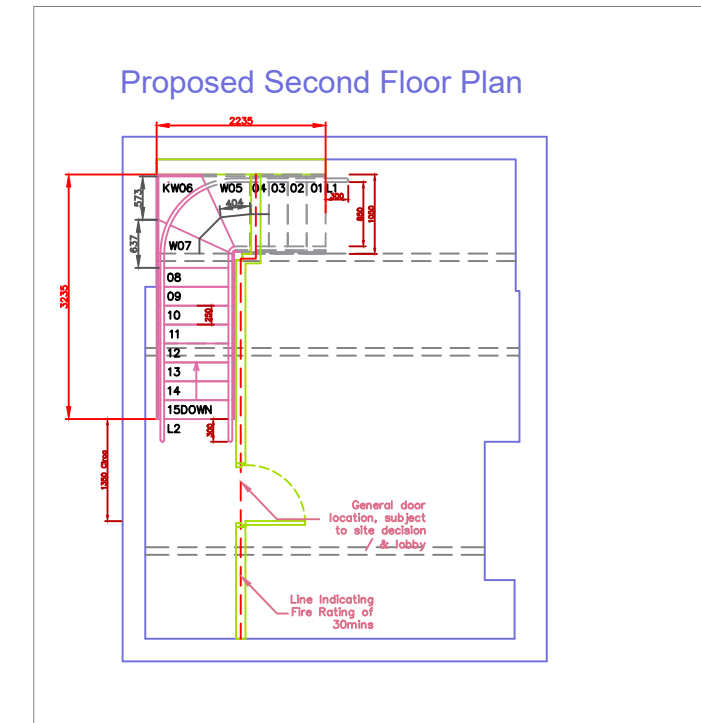 Proposed Second Floor Plan
2235
KW06 W05 04 03 02 01 L1
573
404
300
850
1050
W07
637
3235
08
09
10
250
11
12
13
14
15DOWN
L2
300
1350 Circa
General door
location, subject
to site decision
/ & lobby
Line Indicating
Fire Rating of
30mins